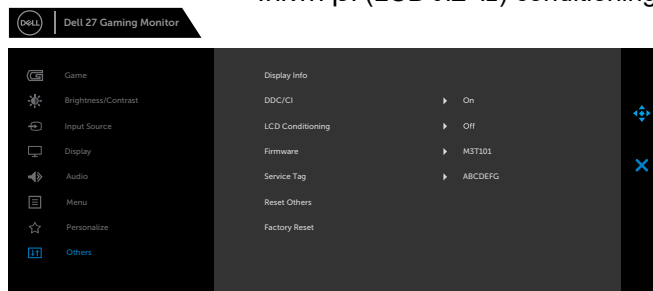 conditioning
DELL Dell 27 Gaming Monitor
Game Display Info
Brightness/Contrast DDC/CI On
Input Source LCD Conditioning Off
Display Firmware M3T101
Audio Service Tag ABCDEFG
Menu Reset Others
Personalize Factory Reset
Others